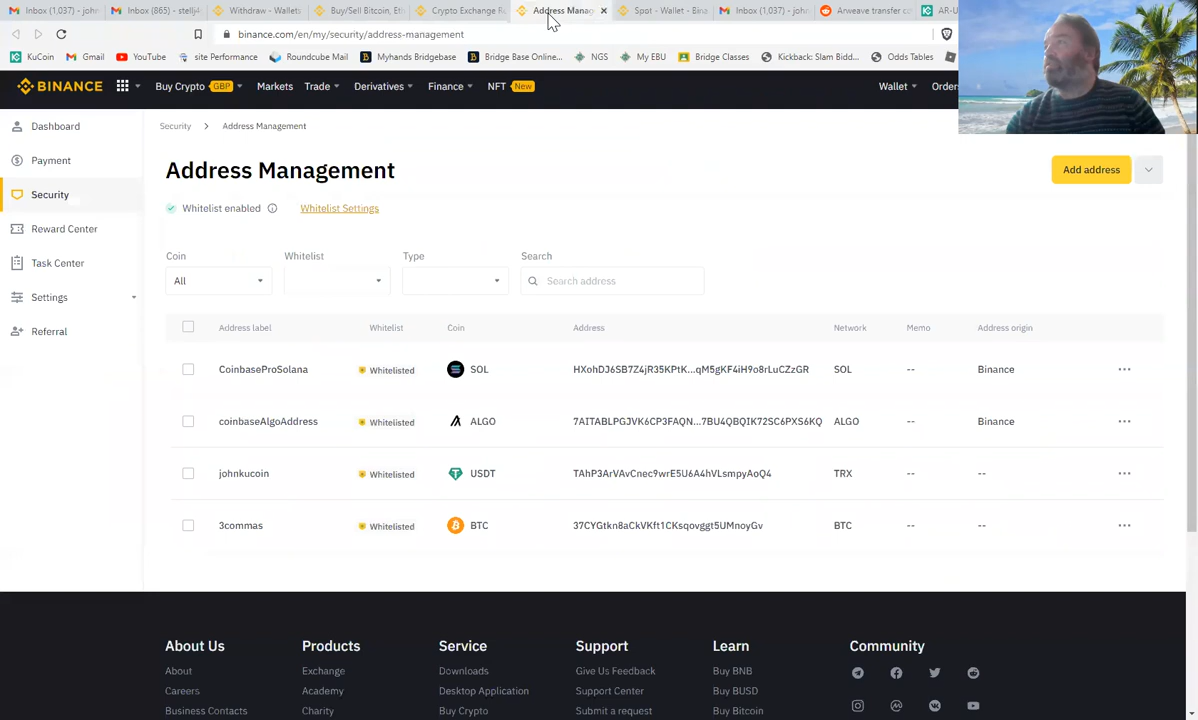 Inbox (1,037) - john
Inbox (865) - stellj4
Withdraw - Wallets
Buy/Sell Bitcoin, Eth
Crypto Exchange R
Address Manag
Spot - Wallet - Bina
Inbox (1,037) - john
Arweave transfer co
AR-U
binance.com/en/my/security/address-management
KuCoin
Gmail
YouTube
site Performance
Roundcube Mail
Myhands Bridgebase
Bridge Base Online...
NGS
My EBU
Bridge Classes
Kickback: Slam Bidd...
Odds Tables
BINANCE
Buy Crypto GBP
Markets
Trade
Derivatives
Finance
NFT New
Wallet
Orders
Dashboard
Payment
Security
Reward Center
Task Center
Settings
Referral
Security > Address Management
Address Management
Add address
Whitelist enabled
Whitelist Settings
Coin Whitelist Type Search
All Search address
Address label Whitelist Coin Address Network Memo Address origin
CoinbaseProSolana Whitelisted SOL HXohDJ6SB7Z4jR35KPtK...qM5gKF4iH9o8rLuCZzGR SOL -- Binance ...
coinbaseAlgoAddress Whitelisted ALGO 7AITABLPGJVK6CP3FAQN...7BU4QBQIK72SC6PXS6KQ ALGO -- Binance ...
johnkucoin Whitelisted USDT TAhP3ArVAvCnec9wrE5U6A4hVLsmpyAoQ4 TRX -- -- ...
3commas Whitelisted BTC 37CYGtkn8aCkVKft1CKsqovggt5UMnoyGv BTC -- -- ...
About Us Products Service Support Learn Community
About Exchange Downloads Give Us Feedback Buy BNB
Careers Academy Desktop Application Support Center Buy BUSD
Business Contacts Charity Buy Crypto Submit a request Buy Bitcoin